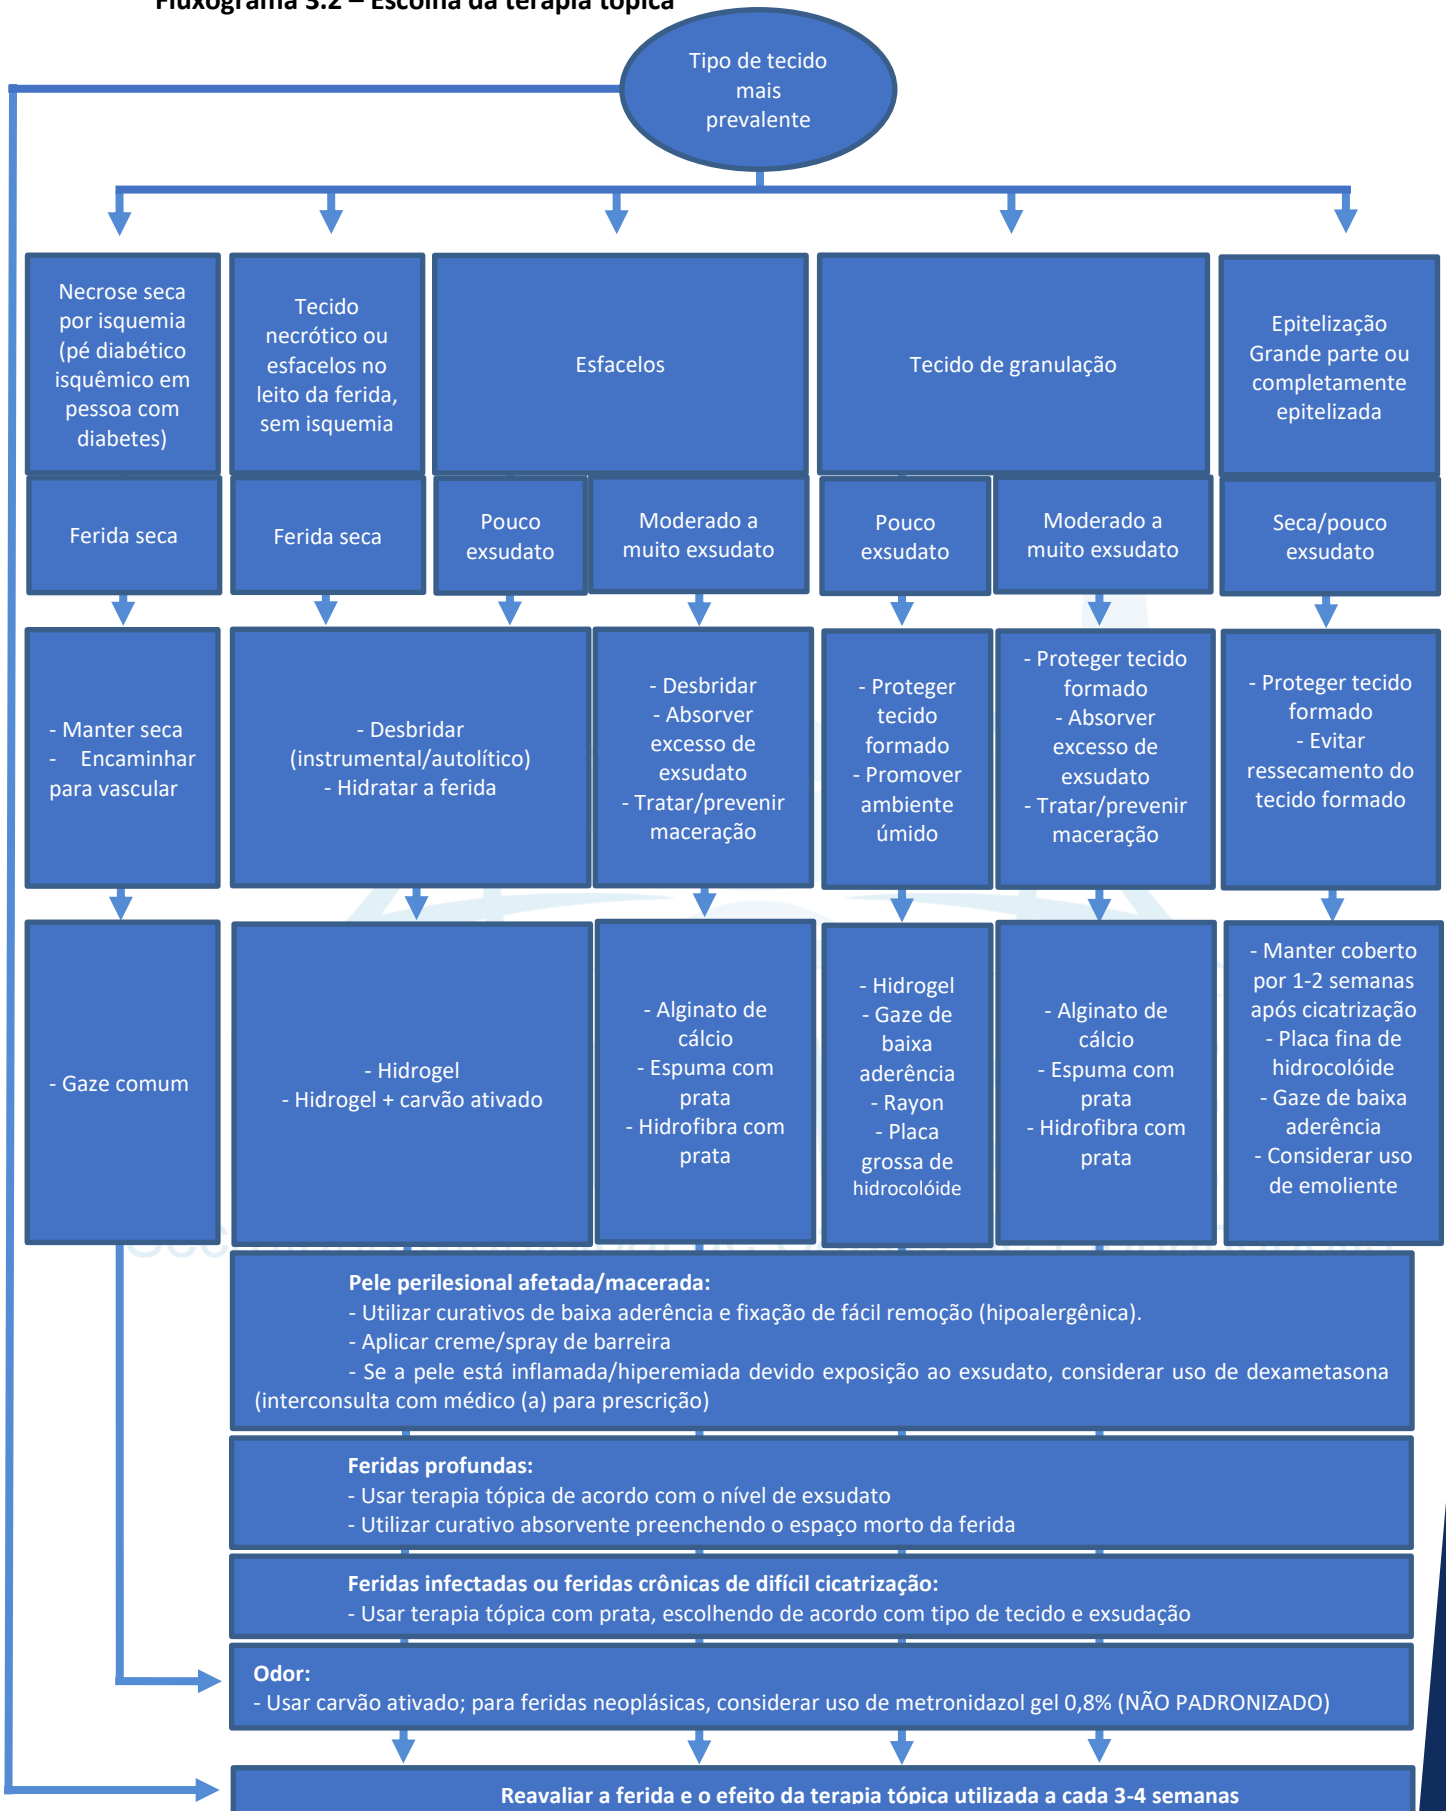 Fluxograma 3.2 – Escolha da terapia tópica
Tipo de tecido
mais
prevalente
Necrose seca
por isquemia
(pé diabético
isquêmico em
pessoa com
diabetes)
Tecido
necrótico ou
esfacelos no
leito da ferida,
sem isquemia
Esfacelos
Tecido de granulação
Epitelização
Grande parte ou
completamente
epitelizada
Ferida seca
Ferida seca
Pouco
exsudato
Moderado a
muito exsudato
Pouco
exsudato
Moderado a
muito exsudato
Seca/pouco
exsudato
- Manter seca
- Encaminhar
para vascular
- Desbridar
(instrumental/autolítico)
- Hidratar a ferida
- Desbridar
- Absorver
excesso de
exsudato
- Tratar/prevenir
maceração
- Proteger
tecido
formado
- Promover
ambiente
úmido
- Proteger tecido
formado
- Absorver
excesso de
exsudato
- Tratar/prevenir
maceração
- Proteger tecido
formado
- Evitar
ressecamento do
tecido formado
- Gaze comum
- Hidrogel
- Hidrogel + carvão ativado
- Alginato de
cálcio
- Espuma com
prata
- Hidrofibra com
prata
- Hidrogel
- Gaze de
baixa
aderência
- Rayon
- Placa
grossa de
hidrocolóide
- Alginato de
cálcio
- Espuma com
prata
- Hidrofibra com
prata
- Manter coberto
por 1-2 semanas
após cicatrização
- Placa fina de
hidrocolóide
- Gaze de baixa
aderência
- Considerar uso
de emoliente
Pele perilesional afetada/macerada:
- Utilizar curativos de baixa aderência e fixação de fácil remoção (hipoalergênica).
- Aplicar creme/spray de barreira
- Se a pele está inflamada/hiperemiada devido exposição ao exsudato, considerar uso de dexametasona
(interconsulta com médico (a) para prescrição)
Feridas profundas:
- Usar terapia tópica de acordo com o nível de exsudato
- Utilizar curativo absorvente preenchendo o espaço morto da ferida
Feridas infectadas ou feridas crônicas de difícil cicatrização:
- Usar terapia tópica com prata, escolhendo de acordo com tipo de tecido e exsudação
Odor:
- Usar carvão ativado; para feridas neoplásicas, considerar uso de metronidazol gel 0,8% (NÃO PADRONIZADO)
Reavaliar a ferida e o efeito da terapia tópica utilizada a cada 3-4 semanas